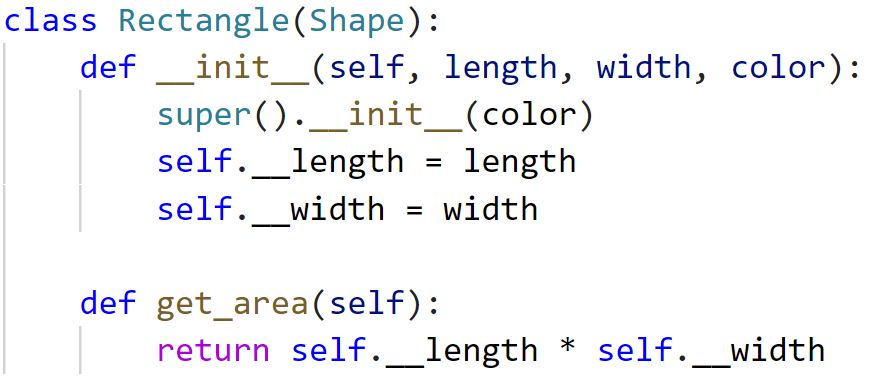 class Rectangle(Shape):
    def __init__(self, length, width, color):
        super().__init__(color)
        self.__length = length
        self.__width = width

    def get_area(self):
        return self.__length * self.__width